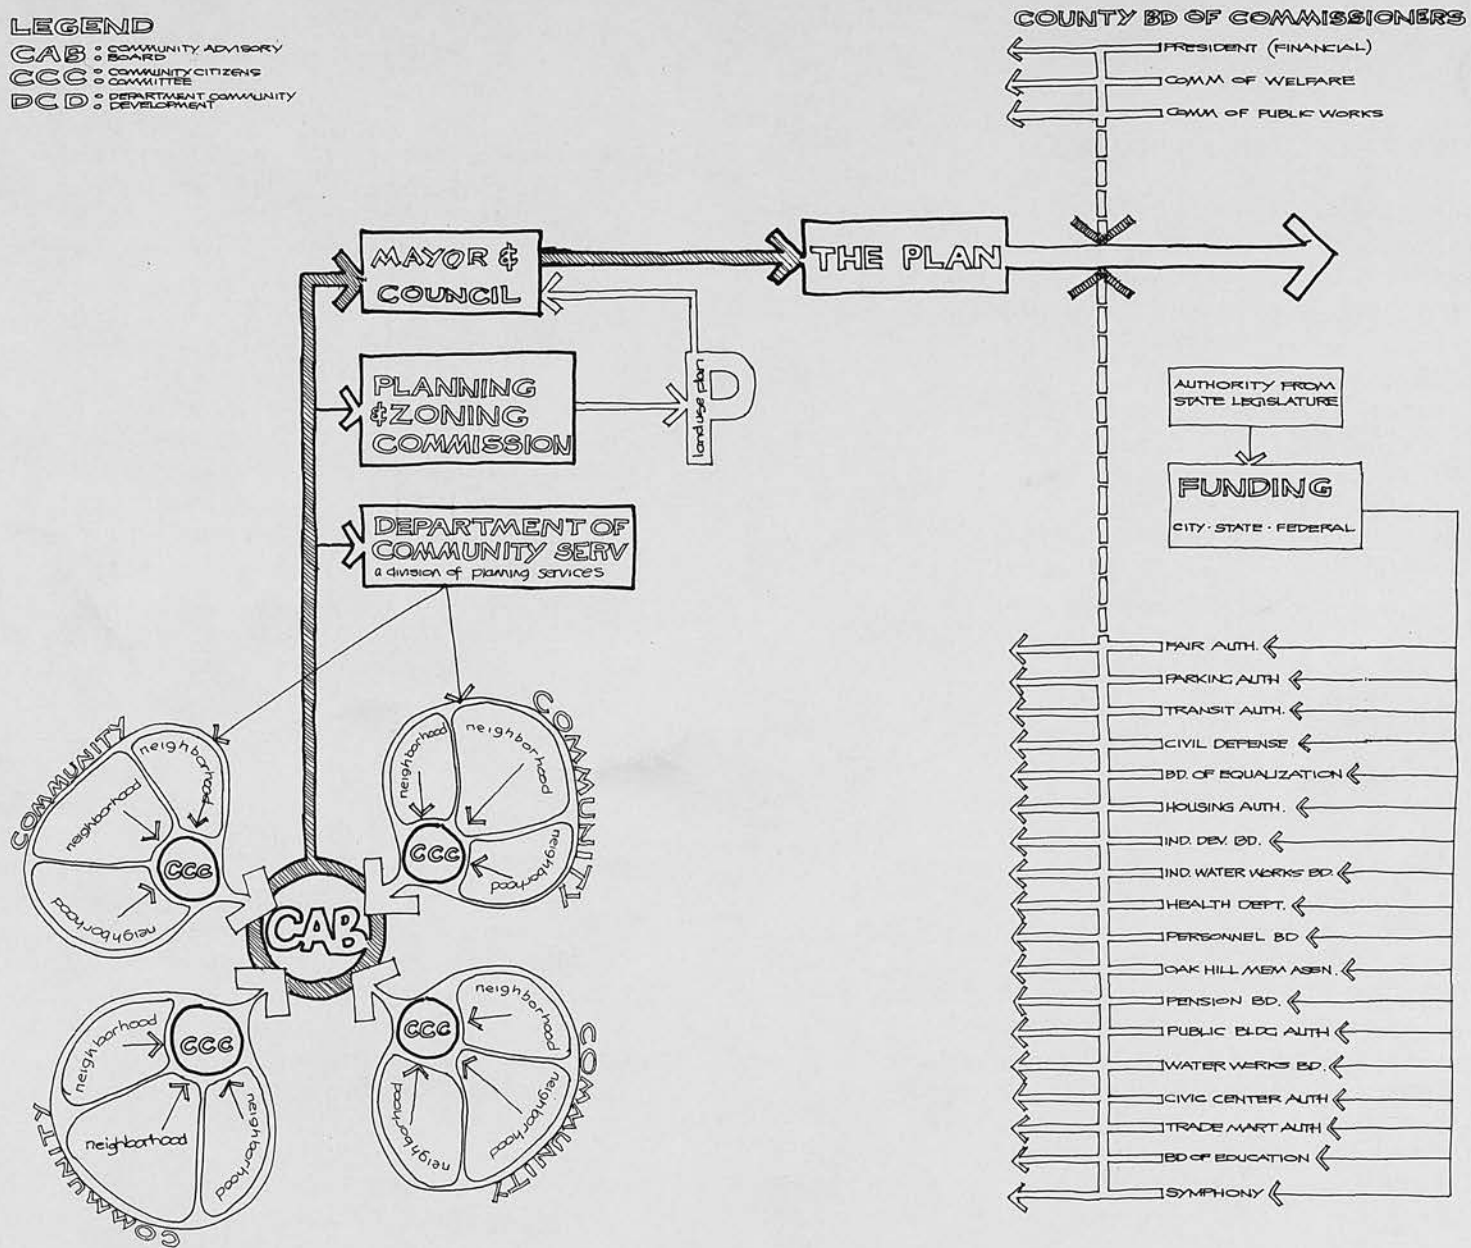 LEGEND
CAB : COMMUNITY ADVISORY
BOARD
CCC : COMMUNITY CITIZENS
COMMITTEE
DCD : DEPARTMENT COMMUNITY
DEVELOPMENT
COUNTY BD OF COMMISSIONERS
PRESIDENT (FINANCIAL)
COMM OF WELFARE
COMM OF PUBLIC WORKS
MAYOR &
COUNCIL
THE PLAN
PLANNING
& ZONING
COMMISSION
land use plan
P
DEPARTMENT OF
COMMUNITY SERV
a division of planning services
AUTHORITY FROM
STATE LEGISLATURE
FUNDING
CITY · STATE · FEDERAL
FAIR AUTH.
PARKING AUTH
TRANSIT AUTH.
CIVIL DEFENSE
BD. OF EQUALIZATION
HOUSING AUTH.
IND. DEV. BD.
IND. WATER WORKS BD.
HEALTH DEPT.
PERSONNEL BD
OAK HILL MEM ASSN.
PENSION BD.
PUBLIC BLDG AUTH
WATER WORKS BD.
CIVIC CENTER AUTH
TRADE MART AUTH
BD OF EDUCATION
SYMPHONY
COMMUNITY
neighborhood
neighborhood
neighborhood
CCC
COMMUNITY
neighborhood
neighborhood
neighborhood
CCC
CAB
COMMUNITY
neighborhood
neighborhood
neighborhood
CCC
COMMUNITY
neighborhood
neighborhood
neighborhood
CCC